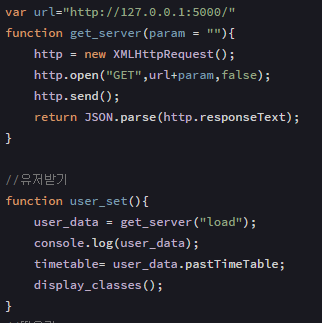 var url="http://127.0.0.1:5000/"
function get_server(param = ""){
    http = new XMLHttpRequest();
    http.open("GET",url+param,false);
    http.send();
    return JSON.parse(http.responseText);
}
//유저받기
function user_set(){
    user_data = get_server("load");
    console.log(user_data);
    timetable= user_data.pastTimeTable;
    display_classes();
}